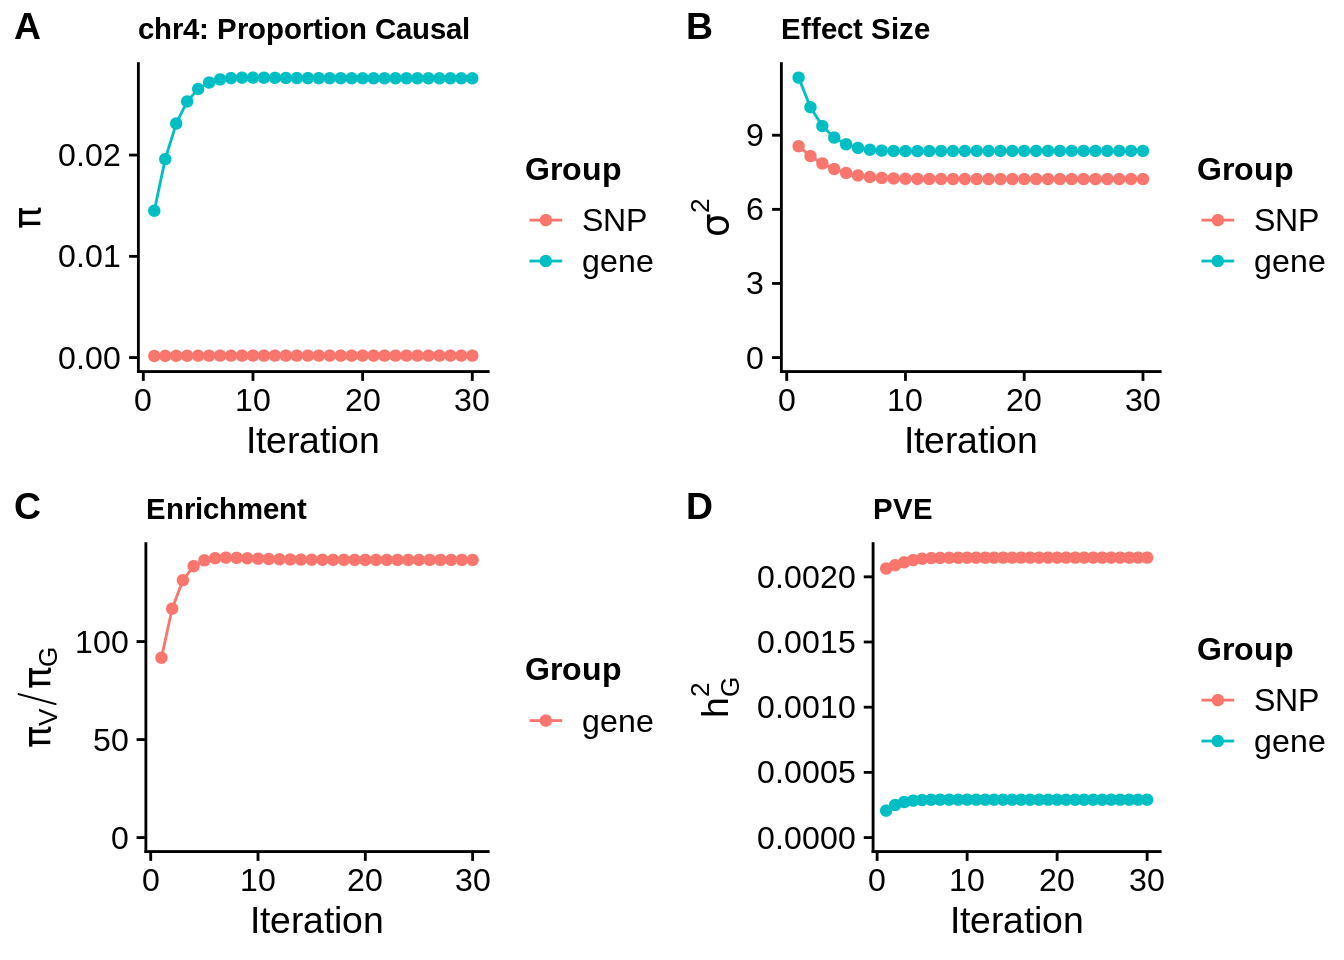 A
chr4: Proportion Causal
π
0.02
0.01
0.00
0 10 20 30
Iteration
Group
SNP
gene
B
Effect Size
σ²
9
6
3
0
0 10 20 30
Iteration
Group
SNP
gene
C
Enrichment
π_V/π_G
100
50
0
0 10 20 30
Iteration
Group
gene
D
PVE
h²_G
0.0020
0.0015
0.0010
0.0005
0.0000
0 10 20 30
Iteration
Group
SNP
gene